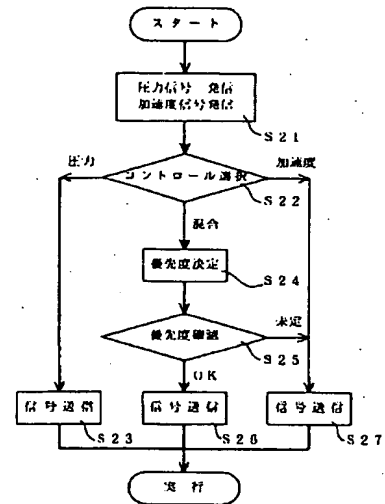 スタート
圧力信号 発信
加速度信号発信
S21
圧力
コントロール選択
加速度
S22
混合
優先度決定
S24
優先度確認
未定
S25
OK
信号送信
信号送信
信号送信
S23
S26
S27
実行